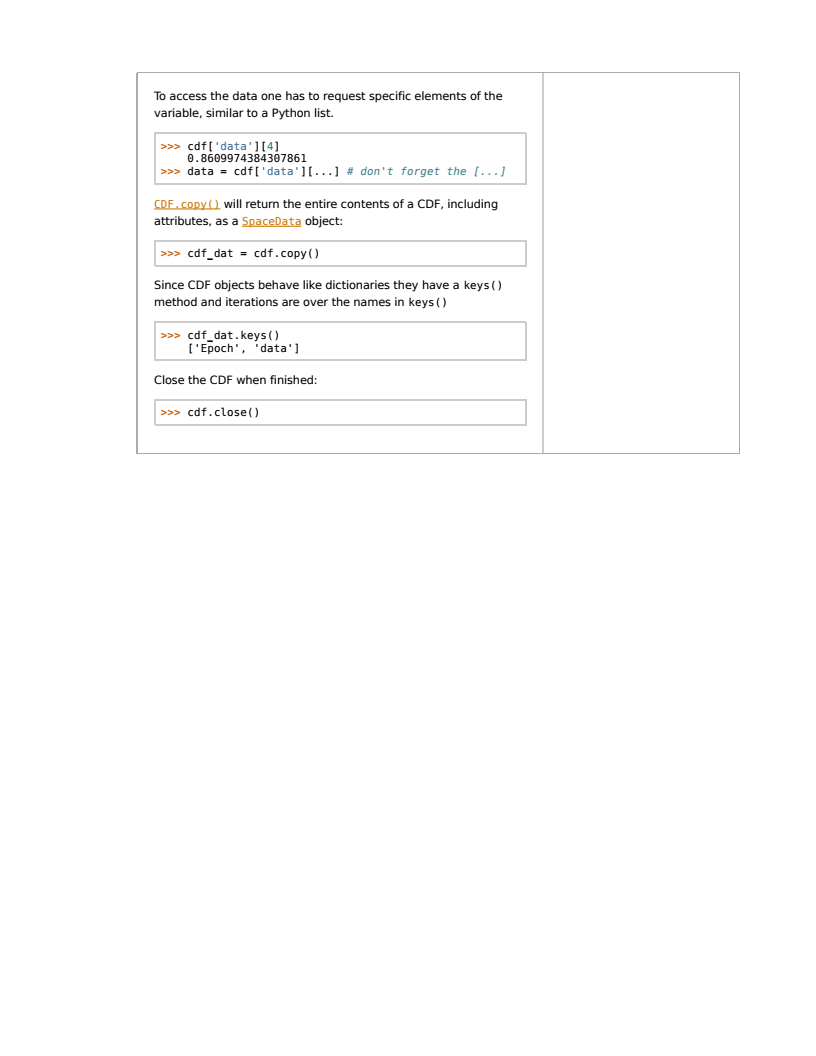 To access the data one has to request specific elements of the
variable, similar to a Python list.
>>> cdf['data'][4]
    0.8609974384307861
>>> data = cdf['data'][...] # don't forget the [...]
CDF.copy() will return the entire contents of a CDF, including
attributes, as a SpaceData object:
>>> cdf_dat = cdf.copy()
Since CDF objects behave like dictionaries they have a keys()
method and iterations are over the names in keys()
>>> cdf_dat.keys()
    ['Epoch', 'data']
Close the CDF when finished:
>>> cdf.close()